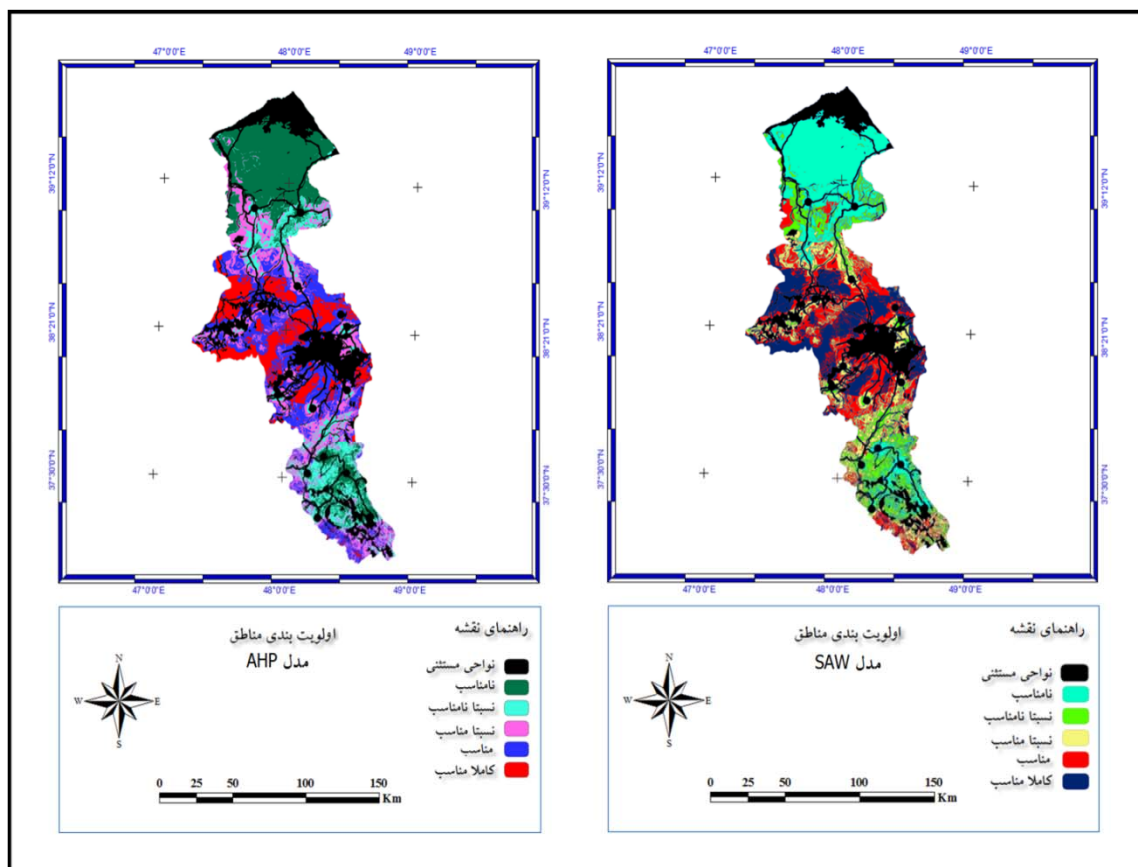 47°0'0"E 48°0'0"E 49°0'0"E
39°12'0"N
38°21'0"N
37°30'0"N
39°12'0"N
38°21'0"N
37°30'0"N
47°0'0"E 48°0'0"E 49°0'0"E
راهنمای نقشه
اولویت بندی مناطق
مدل AHP
نواحی مستثنی
نامناسب
نسبتا نامناسب
نسبتا مناسب
مناسب
کاملا مناسب
N
W E
S
0 25 50 100 150
Km
47°0'0"E 48°0'0"E 49°0'0"E
39°12'0"N
38°21'0"N
37°30'0"N
39°12'0"N
38°21'0"N
37°30'0"N
47°0'0"E 48°0'0"E 49°0'0"E
راهنمای نقشه
اولویت بندی مناطق
مدل SAW
نواحی مستثنی
نامناسب
نسبتا نامناسب
نسبتا مناسب
مناسب
کاملا مناسب
N
W E
S
0 25 50 100 150
Km